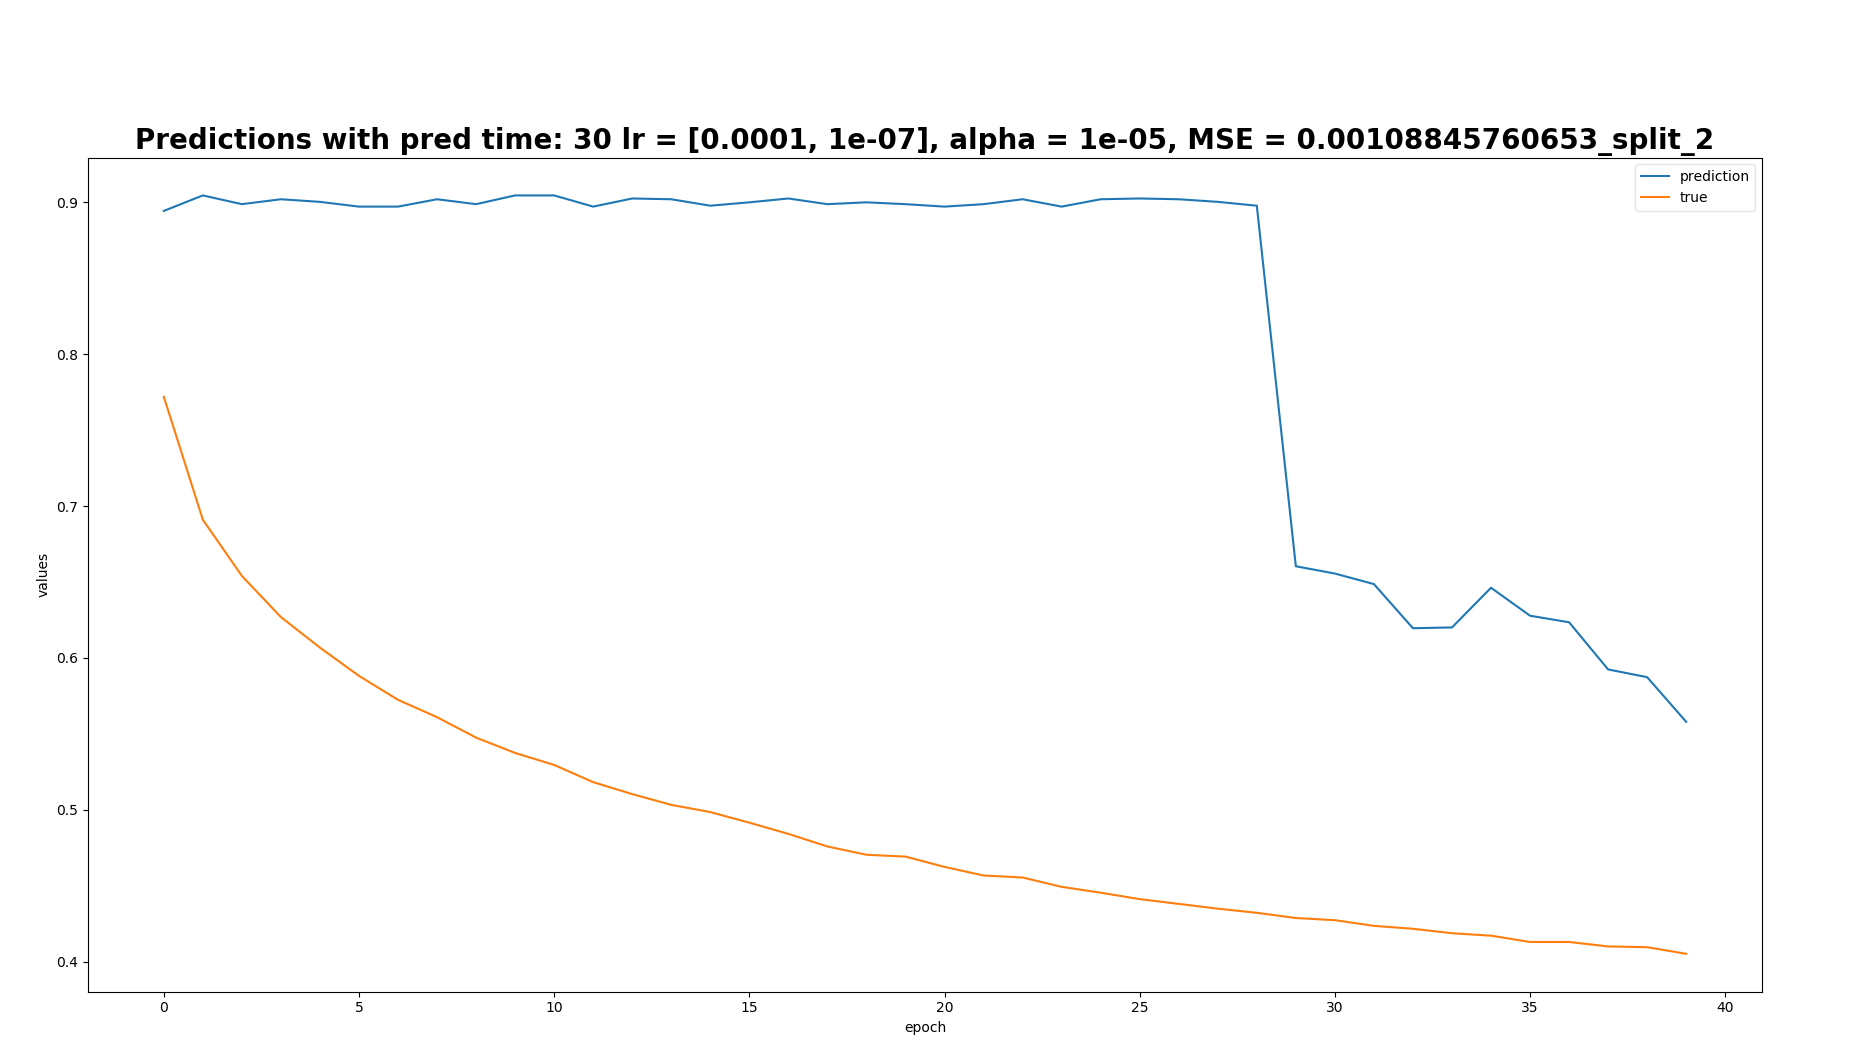 Predictions with pred time: 30 lr = [0.0001, 1e-07], alpha = 1e-05, MSE = 0.00108845760653_split_2
prediction
true
0.9
0.8
0.7
0.6
0.5
0.4
values
0 5 10 15 20 25 30 35 40
epoch